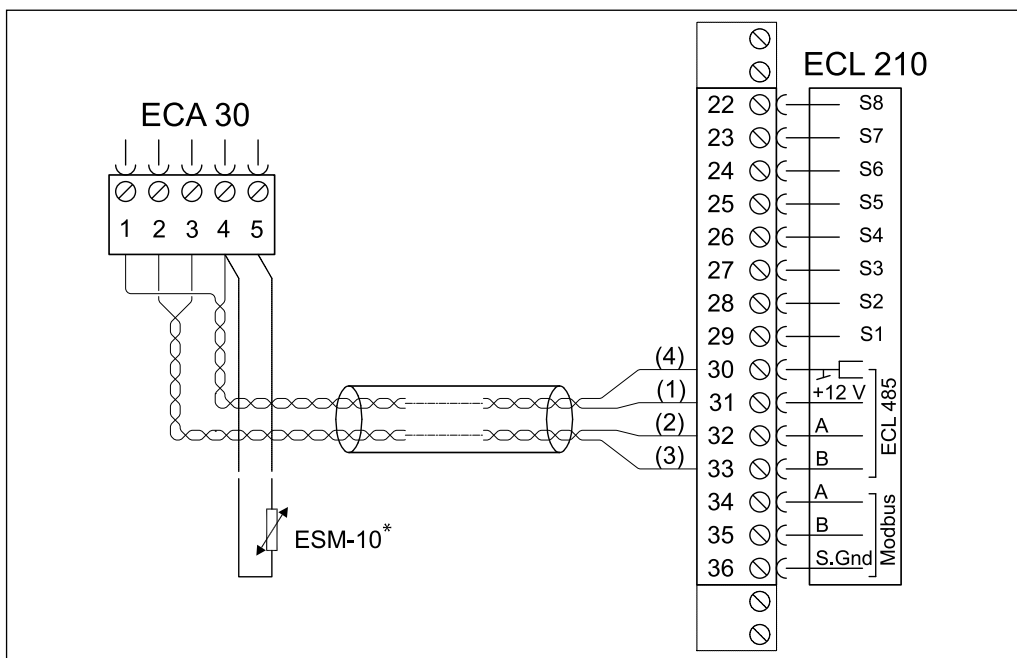 ECA 30
1 2 3 4 5
ESM-10*
ECL 210
22 S8
23 S7
24 S6
25 S5
26 S4
27 S3
28 S2
29 S1
(4) 30
(1) 31 +12 V
(2) 32 A
(3) 33 B
ECL 485
34 A
35 B
36 S.Gnd
Modbus